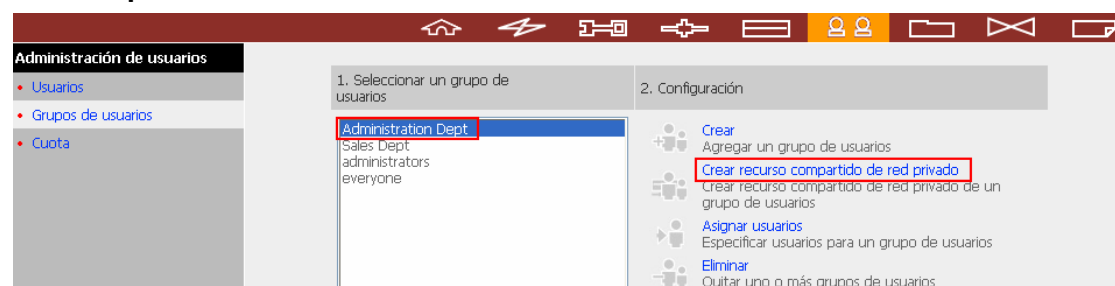 Administración de usuarios
• Usuarios
• Grupos de usuarios
• Cuota
1. Seleccionar un grupo de
usuarios
Administration Dept
Sales Dept
administrators
everyone
2. Configuración
Crear
Agregar un grupo de usuarios
Crear recurso compartido de red privado
Crear recurso compartido de red privado de un
grupo de usuarios
Asignar usuarios
Especificar usuarios para un grupo de usuarios
Eliminar
Quitar uno o más grupos de usuarios